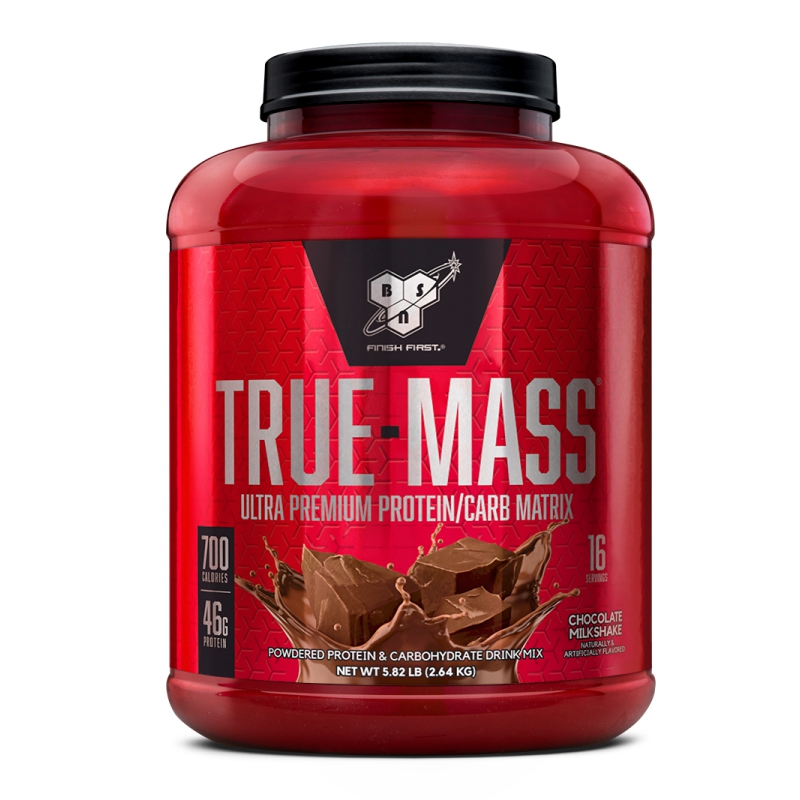 B S
n
FINISH FIRST.®
TRUE-MASS®
ULTRA PREMIUM PROTEIN/CARB MATRIX
700
CALORIES
46G
PROTEIN
16
SERVINGS
CHOCOLATE
MILKSHAKE
NATURALLY &
ARTIFICIALLY FLAVORED
POWDERED PROTEIN & CARBOHYDRATE DRINK MIX
NET WT 5.82 LB (2.64 KG)